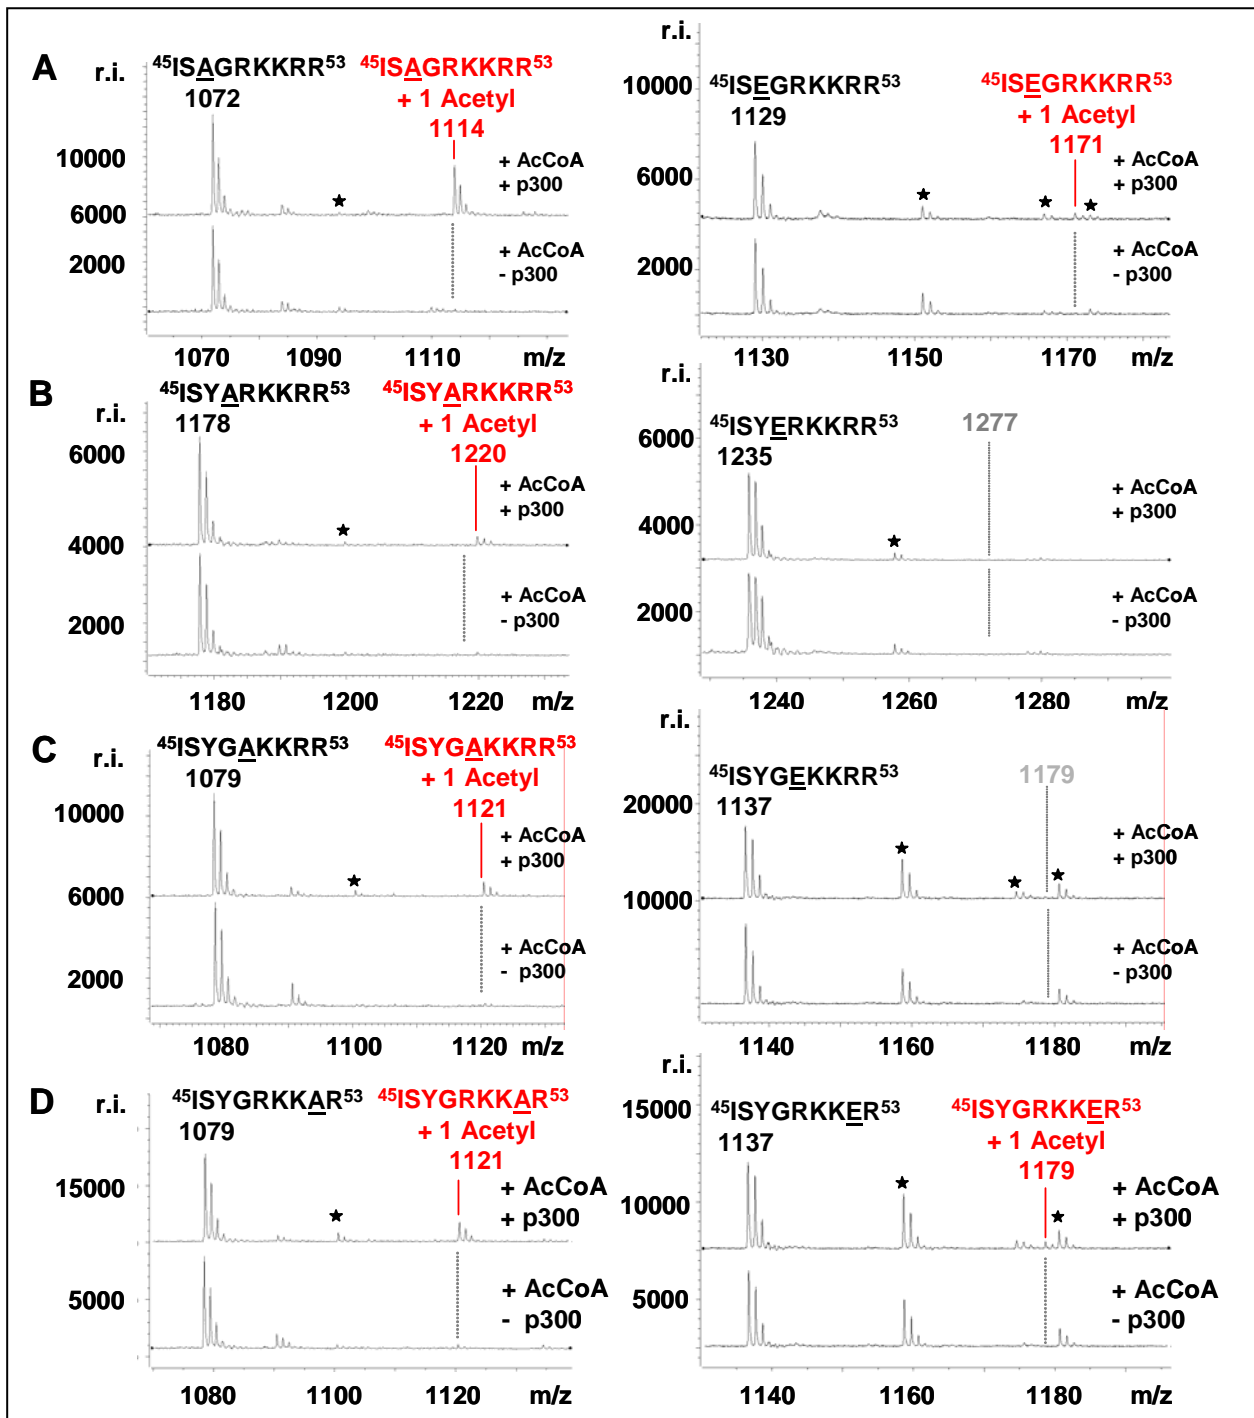 A
r.i.
⁴⁵ISAGRKKRR⁵³
1072
⁴⁵ISAGRKKRR⁵³
+ 1 Acetyl
1114
10000
6000
2000
+ AcCoA
+ p300
+ AcCoA
- p300
1070 1090 1110 m/z
r.i.
10000
6000
2000
⁴⁵ISEGRKKRR⁵³
1129
⁴⁵ISEGRKKRR⁵³
+ 1 Acetyl
1171
+ AcCoA
+ p300
+ AcCoA
- p300
1130 1150 1170 m/z
B
r.i.
⁴⁵ISYARKKRR⁵³
1178
⁴⁵ISYARKKRR⁵³
+ 1 Acetyl
1220
6000
4000
2000
+ AcCoA
+ p300
+ AcCoA
- p300
1180 1200 1220 m/z
r.i.
6000
4000
2000
⁴⁵ISYERKKRR⁵³
1235
1277
+ AcCoA
+ p300
+ AcCoA
- p300
1240 1260 1280 m/z
C
r.i.
⁴⁵ISYGAKKRR⁵³
1079
⁴⁵ISYGAKKRR⁵³
+ 1 Acetyl
1121
10000
6000
2000
+ AcCoA
+ p300
+ AcCoA
- p300
1080 1100 1120 m/z
r.i.
20000
10000
⁴⁵ISYGEKKRR⁵³
1137
1179
+ AcCoA
+ p300
+ AcCoA
- p300
1140 1160 1180 m/z
D
r.i.
⁴⁵ISYGRKKAR⁵³
1079
⁴⁵ISYGRKKAR⁵³
+ 1 Acetyl
1121
15000
5000
+ AcCoA
+ p300
+ AcCoA
- p300
1080 1100 1120 m/z
r.i.
15000
10000
5000
⁴⁵ISYGRKKER⁵³
1137
⁴⁵ISYGRKKER⁵³
+ 1 Acetyl
1179
+ AcCoA
+ p300
+ AcCoA
- p300
1140 1160 1180 m/z